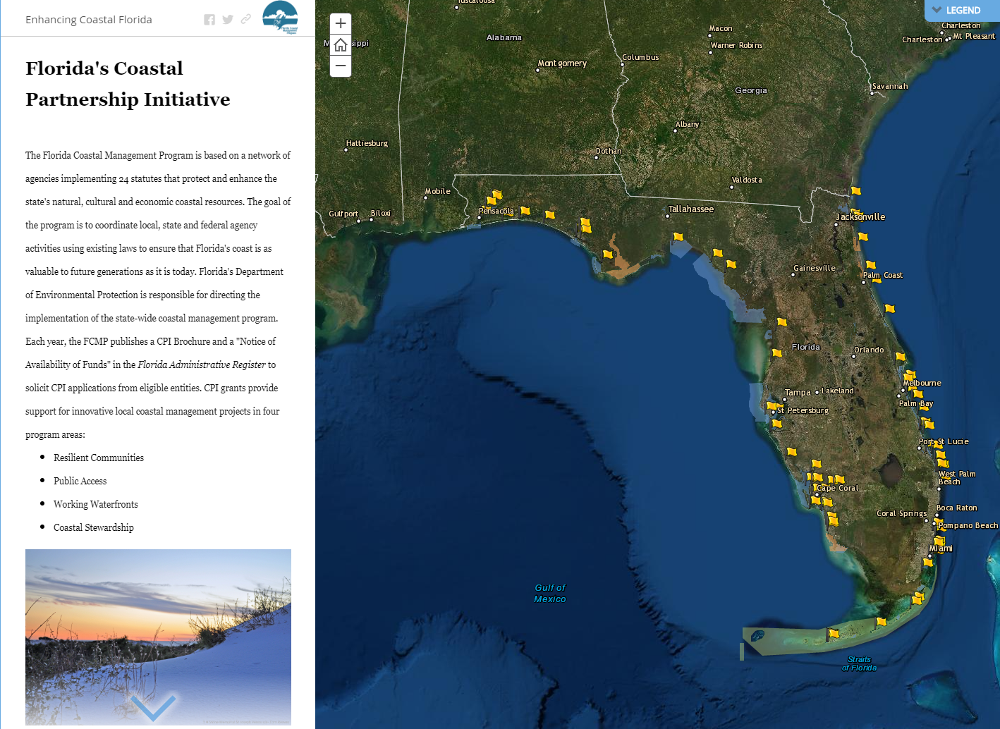 Enhancing Coastal Florida
Florida's Coastal
Partnership Initiative
The Florida Coastal Management Program is based on a network of
agencies implementing 24 statutes that protect and enhance the
state's natural, cultural and economic coastal resources. The goal of
the program is to coordinate local, state and federal agency
activities using existing laws to ensure that Florida's coast is as
valuable to future generations as it is today. Florida's Department
of Environmental Protection is responsible for directing the
implementation of the state-wide coastal management program.
Each year, the FCMP publishes a CPI Brochure and a "Notice of
Availability of Funds" in the Florida Administrative Register to
solicit CPI applications from eligible entities. CPI grants provide
support for innovative local coastal management projects in four
program areas:
Resilient Communities
Public Access
Working Waterfronts
Coastal Stewardship
LEGEND
Tuscaloosa
Alabama
Macon
Warner Robins
Columbus
Montgomery
Charleston
Charleston
Mt Pleasant
Georgia
Savannah
Albany
Hattiesburg
Dothan
Mobile
Valdosta
Gulfport
Biloxi
Pensacola
Tallahassee
Jacksonville
Gainesville
Palm Coast
Florida
Orlando
Tampa
Lakeland
St Petersburg
Melbourne
Palm Bay
Port St Lucie
West Palm
Beach
Cape Coral
Boca Raton
Coral Springs
Pompano Beach
Miami
Gulf of
Mexico
Straits
of Florida